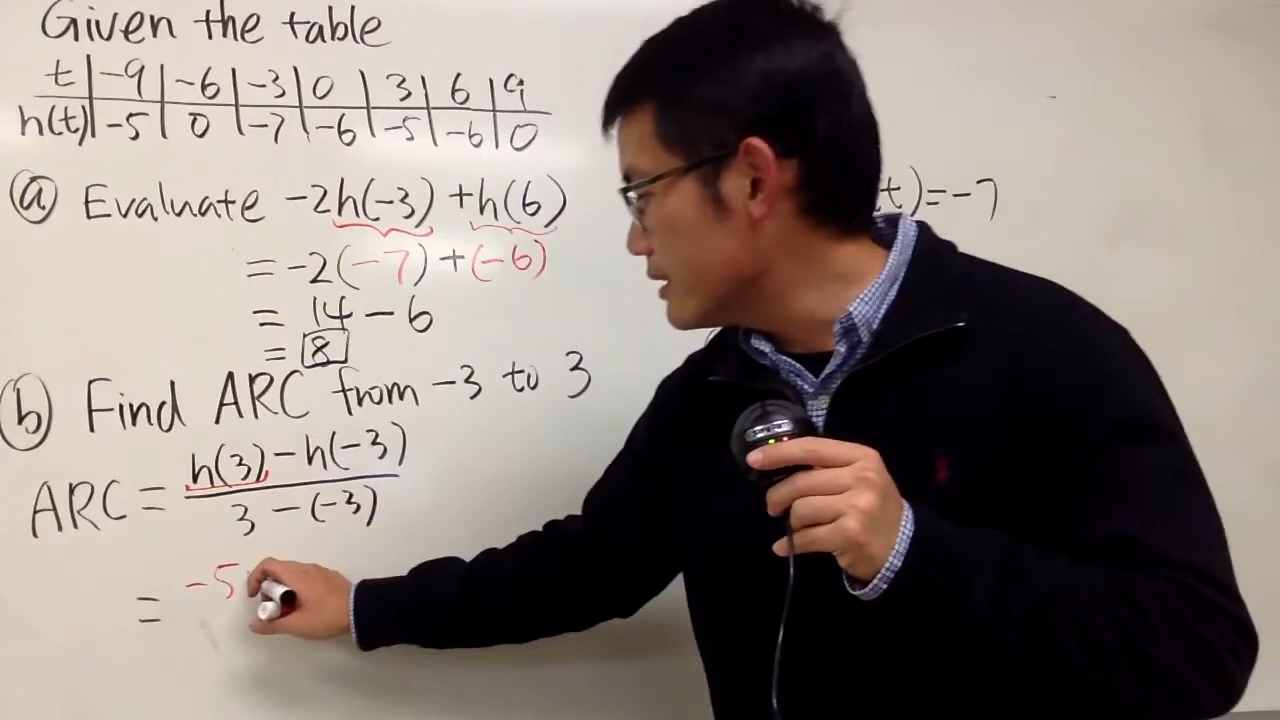 Given the table
t | -9 | -6 | -3 | 0 | 3 | 6 | 9
h(t) | -5 | 0 | -7 | -6 | -5 | -6 | 0
(a) Evaluate -2h(-3) + h(6)
= -2(-7) + (-6)
= 14 - 6
= 8
(b) Find ARC from -3 to 3
ARC = (h(3) - h(-3)) / (3 - (-3))
= -5
t) = -7